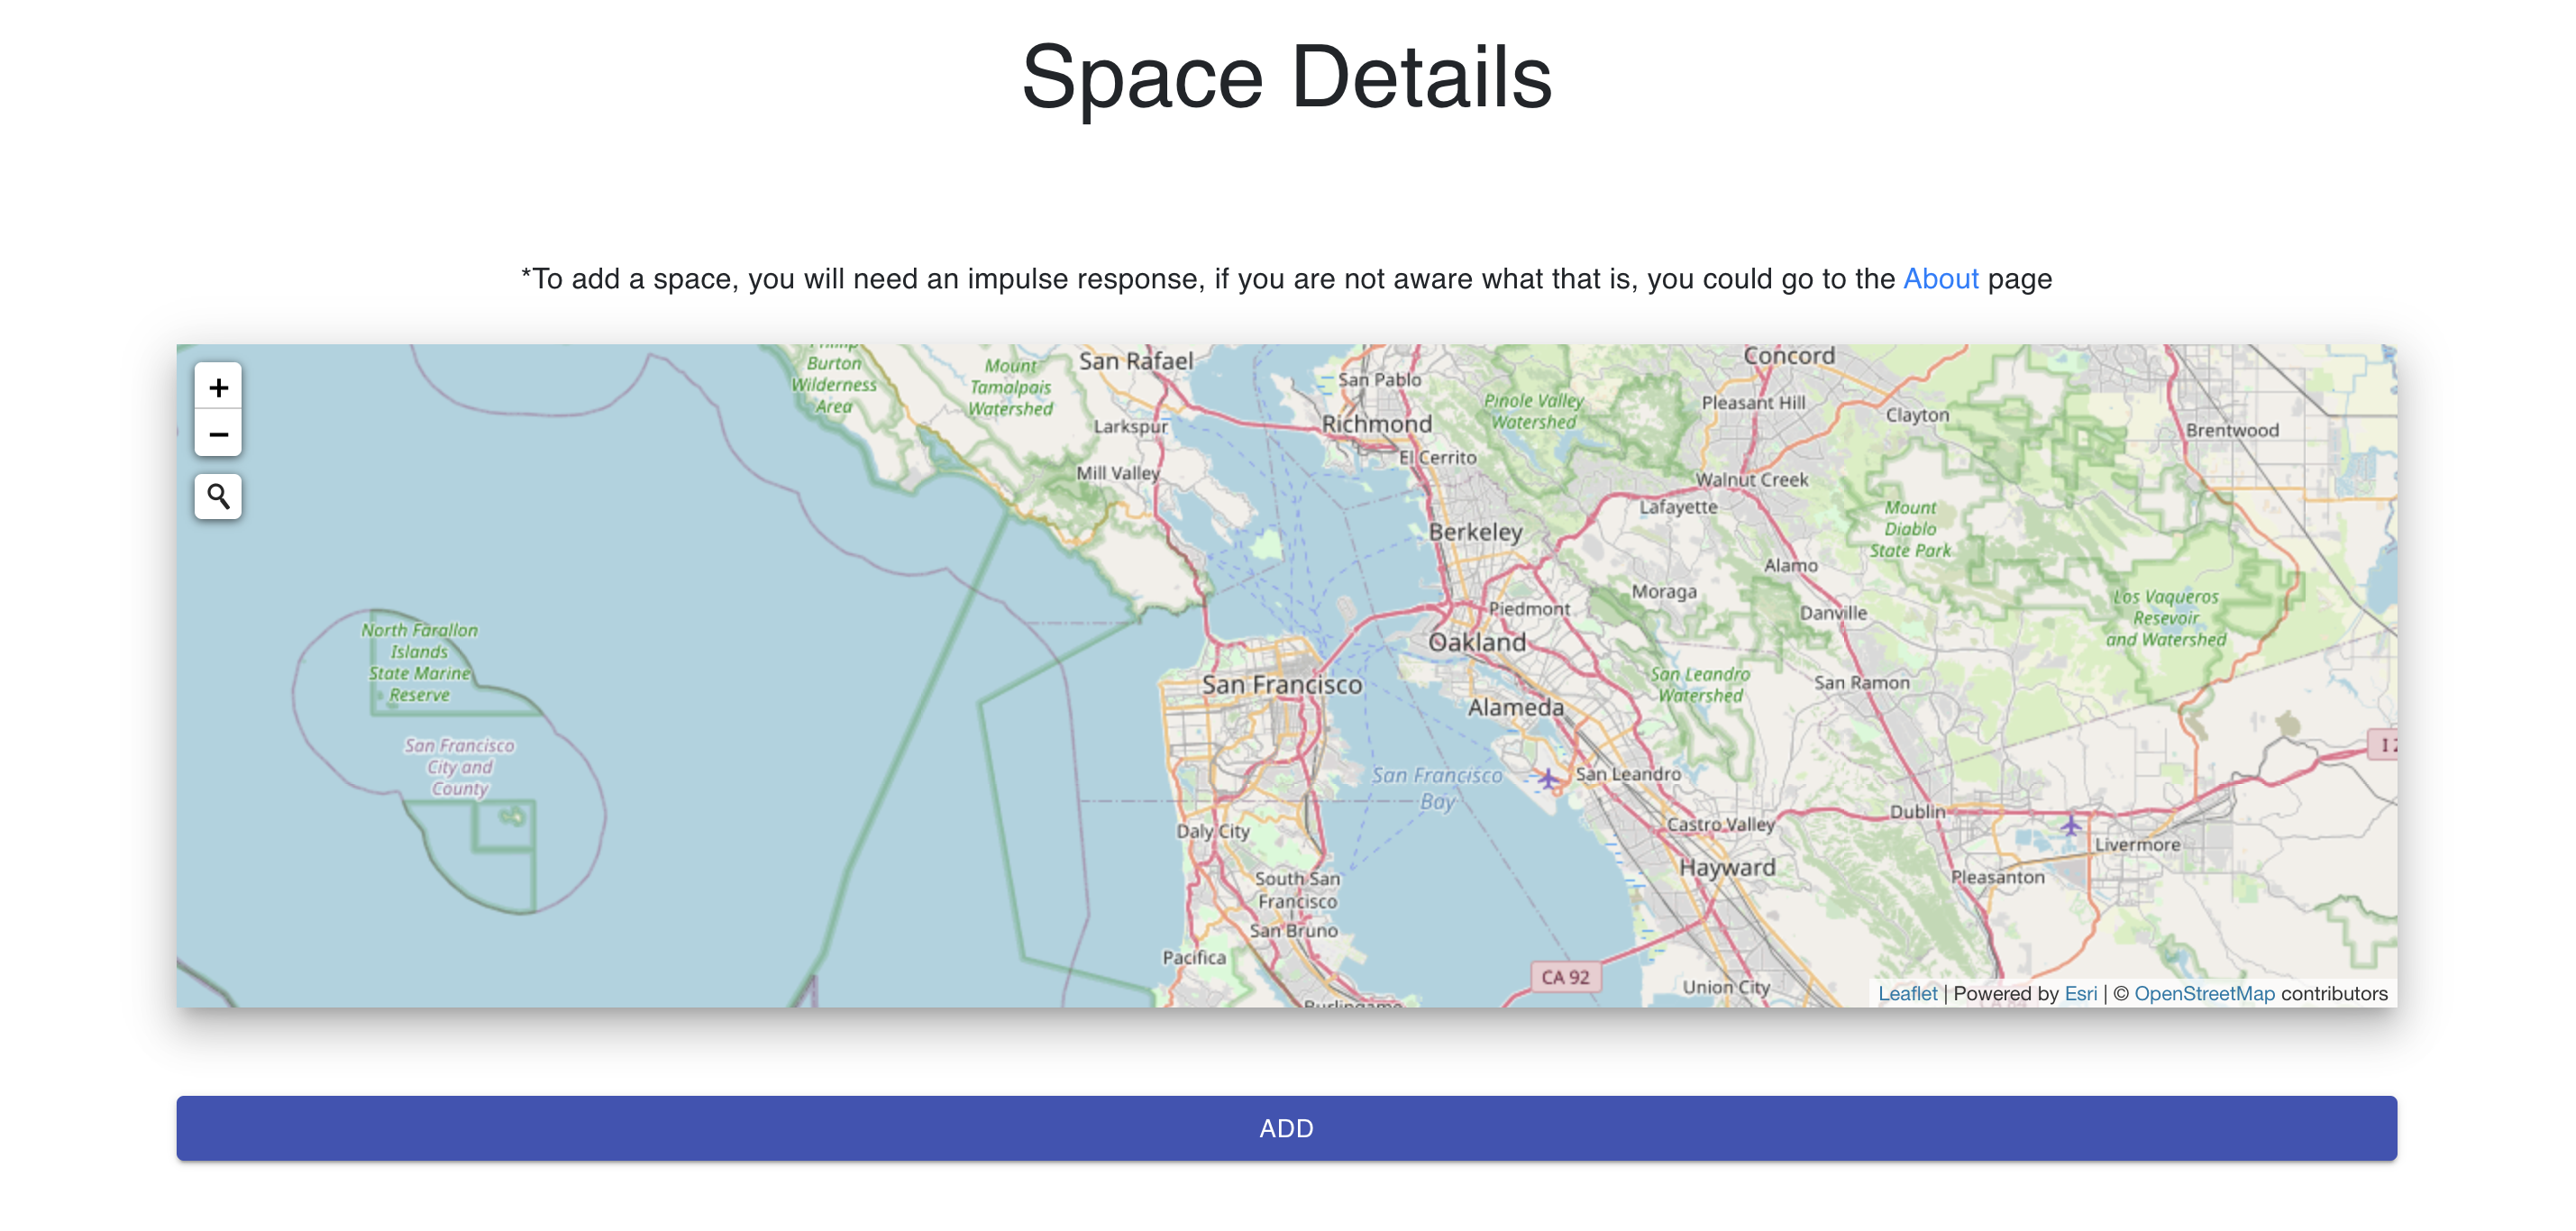 Space Details
*To add a space, you will need an impulse response, if you are not aware what that is, you could go to the About page
+
−
Burton
Wilderness
Area
Mount
Tamalpais
Watershed
San Rafael
Larkspur
Mill Valley
San Pablo
Richmond
El Cerrito
Pinole Valley
Watershed
Concord
Pleasant Hill
Clayton
Brentwood
Walnut Creek
Lafayette
Berkeley
Mount
Diablo
State Park
Alamo
Moraga
Piedmont
Danville
Los Vaqueros
Resevoir
and Watershed
North Farallon
Islands
State Marine
Reserve
Oakland
San Francisco
Alameda
San Leandro
Watershed
San Ramon
San Francisco
City and
County
San Francisco
Bay
San Leandro
Daly City
Castro Valley
Dublin
Livermore
Hayward
Pleasanton
South San
Francisco
San Bruno
Pacifica
CA 92
Union City
Leaflet | Powered by Esri | © OpenStreetMap contributors
ADD